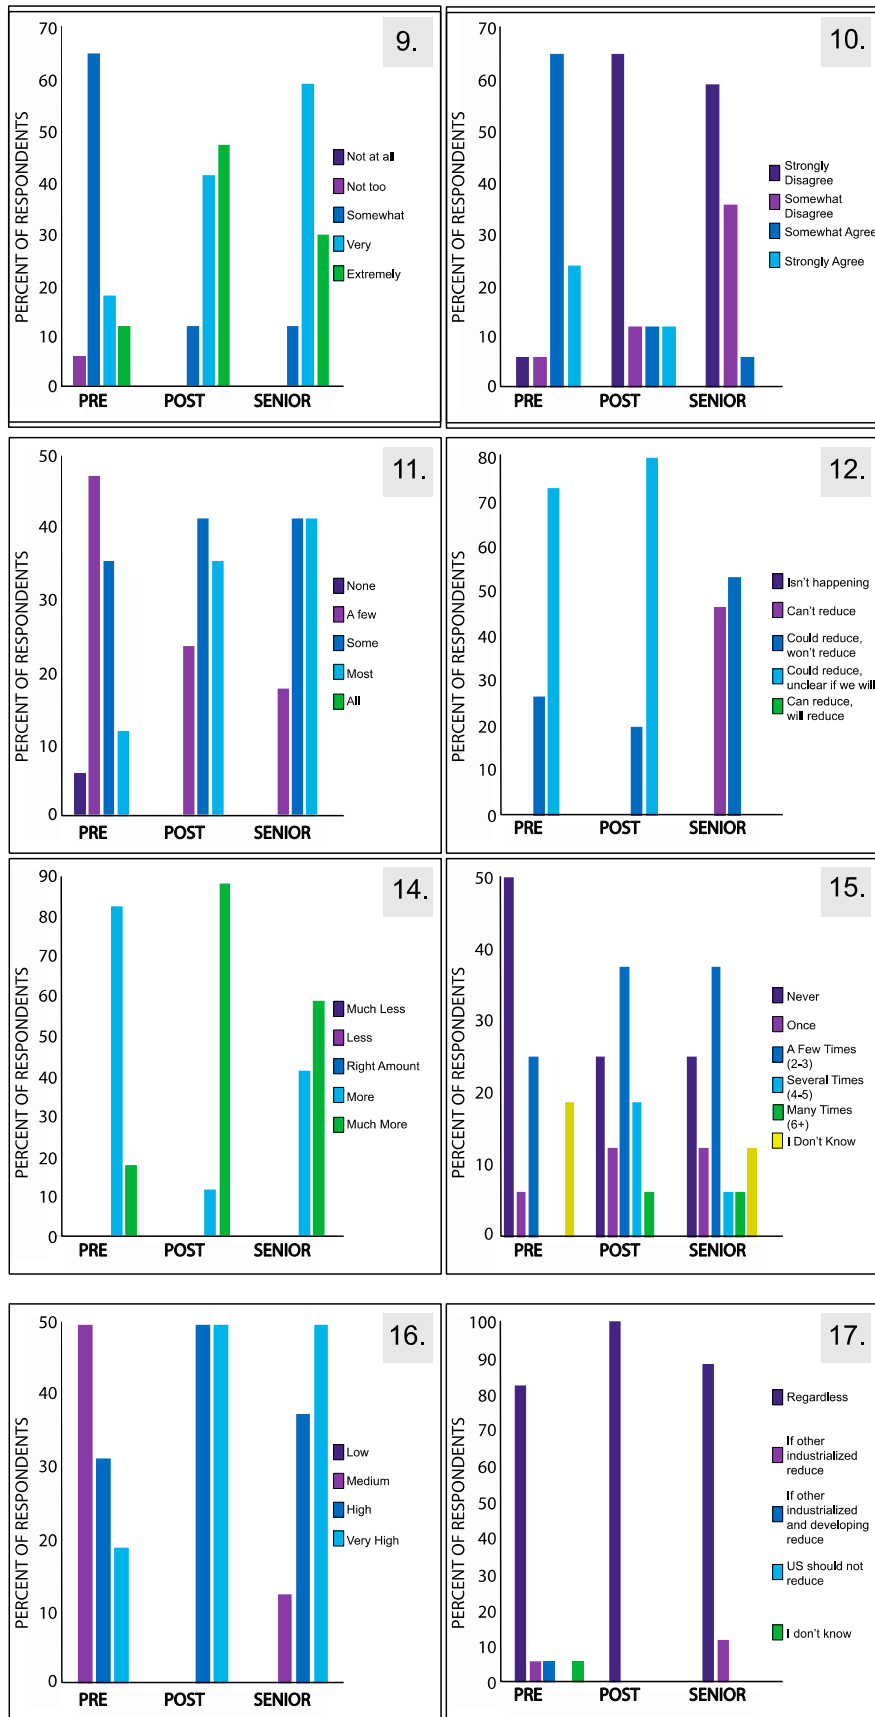 9.
PERCENT OF RESPONDENTS
70
60
50
40
30
20
10
0
PRE
POST
SENIOR
Not at all
Not too
Somewhat
Very
Extremely
10.
PERCENT OF RESPONDENTS
70
60
50
40
30
20
10
0
PRE
POST
SENIOR
Strongly
Disagree
Somewhat
Disagree
Somewhat Agree
Strongly Agree
11.
PERCENT OF RESPONDENTS
50
40
30
20
10
0
PRE
POST
SENIOR
None
A few
Some
Most
All
12.
PERCENT OF RESPONDENTS
80
70
60
50
40
30
20
10
0
PRE
POST
SENIOR
Isn't happening
Can't reduce
Could reduce,
won't reduce
Could reduce,
unclear if we will
Can reduce,
will reduce
14.
PERCENT OF RESPONDENTS
90
80
70
60
50
40
30
20
10
0
PRE
POST
SENIOR
Much Less
Less
Right Amount
More
Much More
15.
PERCENT OF RESPONDENTS
50
40
30
20
10
0
PRE
POST
SENIOR
Never
Once
A Few Times
(2-3)
Several Times
(4-5)
Many Times
(6+)
I Don't Know
16.
PERCENT OF RESPONDENTS
50
40
30
20
10
0
PRE
POST
SENIOR
Low
Medium
High
Very High
17.
PERCENT OF RESPONDENTS
100
90
80
70
60
50
40
30
20
10
0
PRE
POST
SENIOR
Regardless
If other
industrialized
reduce
If other
industrialized
and developing
reduce
US should not
reduce
I don't know